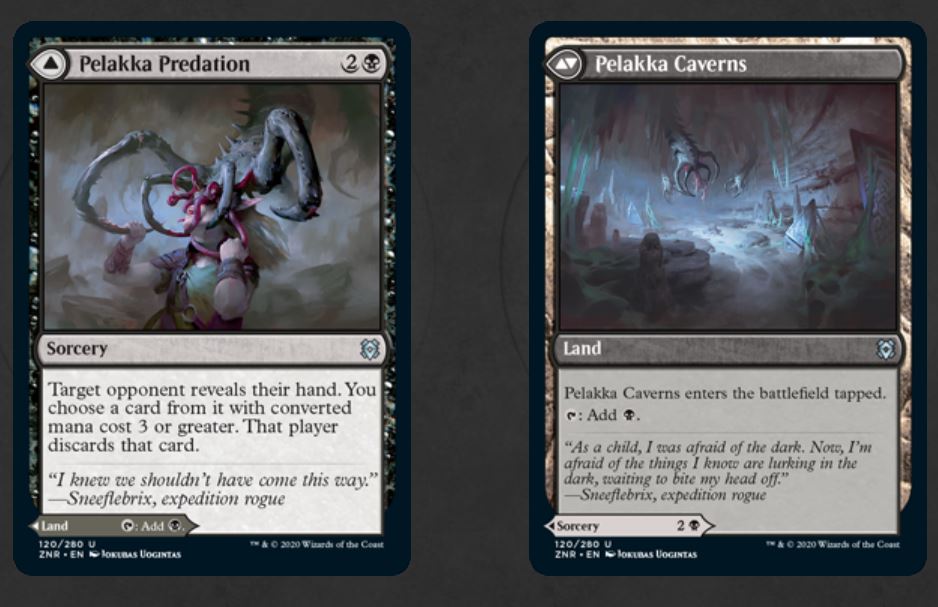 Pelakka Predation 2
Sorcery
Target opponent reveals their hand. You
choose a card from it with converted
mana cost 3 or greater. That player
discards that card.
“I knew we shouldn’t have come this way.”
—Sneeflebrix, expedition rogue
Land : Add .
120/280 U
ZNR • EN Jokubas Uogintas
™ & © 2020 Wizards of the Coast
Pelakka Caverns
Land
Pelakka Caverns enters the battlefield tapped.
: Add .
“As a child, I was afraid of the dark. Now, I’m
afraid of the things I know are lurking in the
dark, waiting to bite my head off.”
—Sneeflebrix, expedition rogue
Sorcery 2
120/280 U
ZNR • EN Jokubas Uogintas
™ & © 2020 Wizards of the Coast